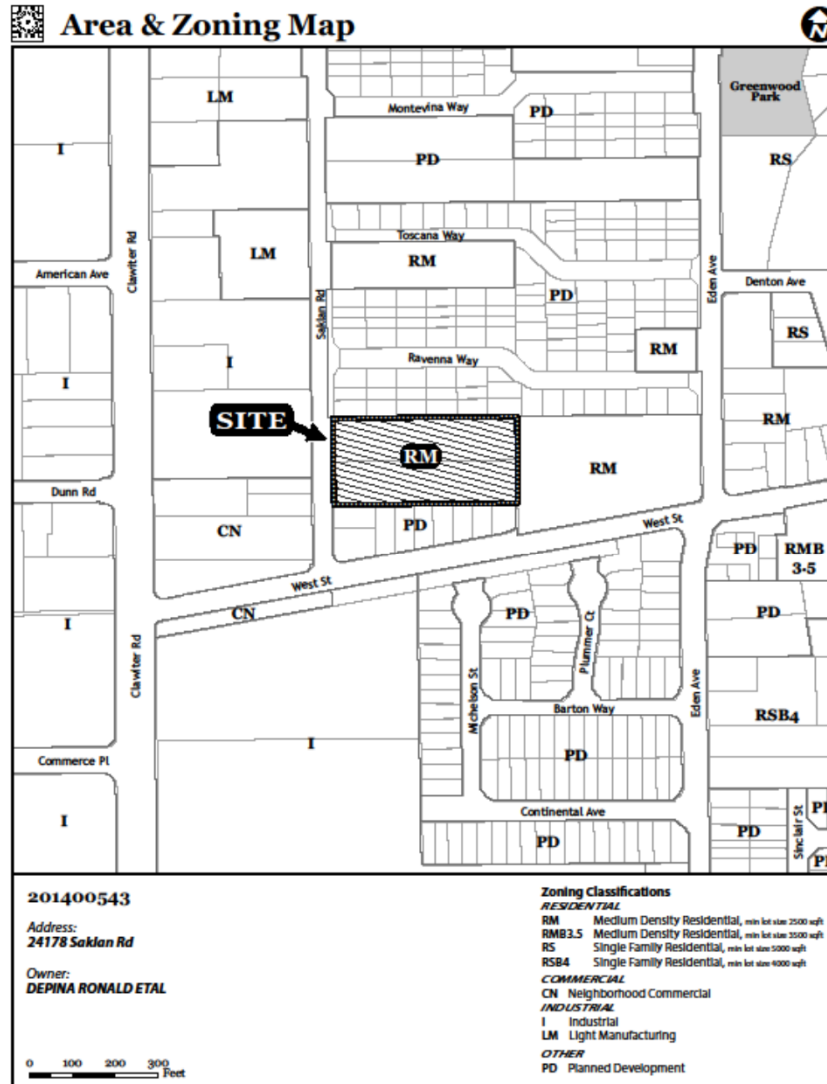 Area & Zoning Map
N
LM
Montevina Way
PD
Greenwood
Park
I
PD
RS
Clawiter Rd
Toscana Way
LM
RM
American Ave
Eden Ave
Denton Ave
Saklan Rd
PD
RS
I
Ravenna Way
RM
I
SITE
RM
RM
RM
Dunn Rd
CN
PD
West St
PD
RMB
3-5
West St
CN
PD
PD
I
Plummer Ct
Clawiter Rd
Michelson St
Eden Ave
Barton Way
RSB4
I
PD
Commerce Pl
Continental Ave
I
PD
PD
Sinclair St
P
P
201400543
Address:
24178 Saklan Rd
Owner:
DEPINA RONALD ETAL
0 100 200 300
Feet
Zoning Classifications
RESIDENTIAL
RM Medium Density Residential, min lot size 2500 sqft
RMB3.5 Medium Density Residential, min lot size 3500 sqft
RS Single Family Residential, min lot size 5000 sqft
RSB4 Single Family Residential, min lot size 4000 sqft
COMMERCIAL
CN Neighborhood Commercial
INDUSTRIAL
I Industrial
LM Light Manufacturing
OTHER
PD Planned Development